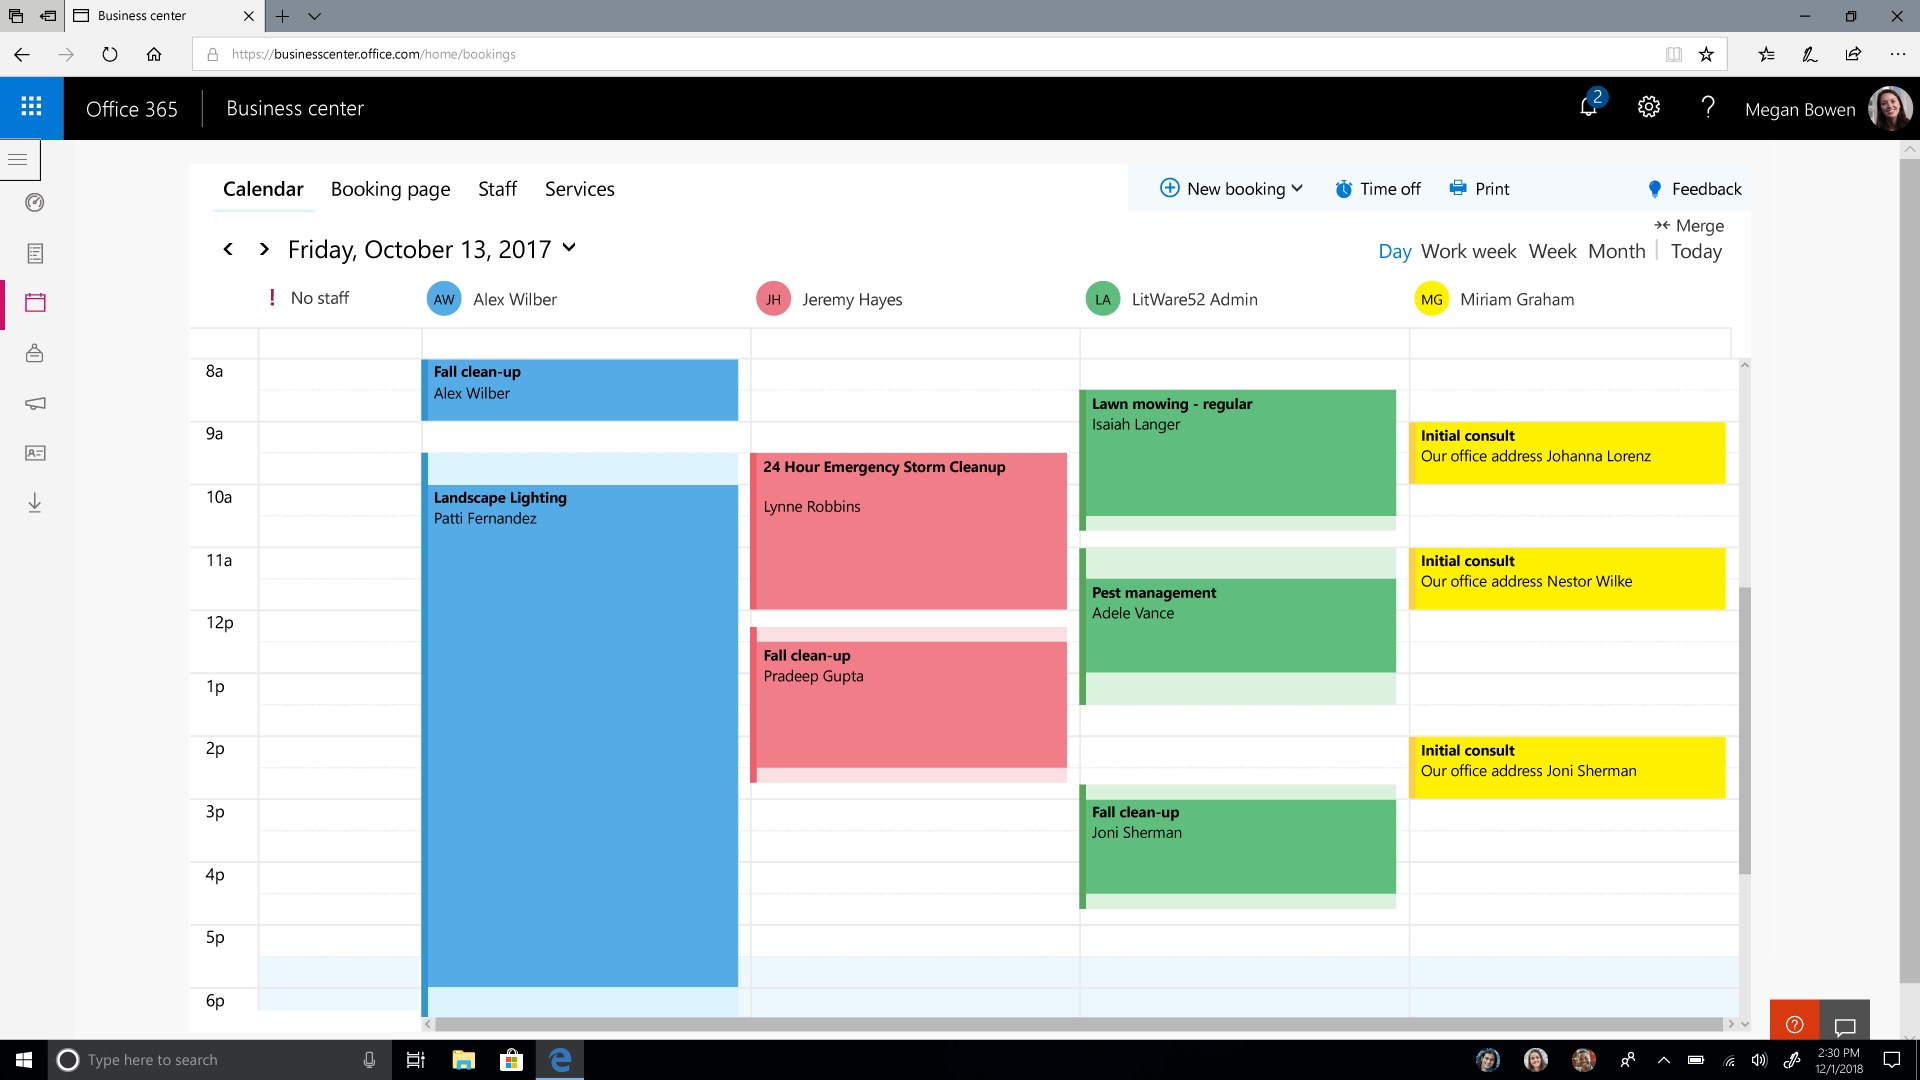 Business center
https://businesscenter.office.com/home/bookings
Office 365
Business center
2
Megan Bowen
Calendar
Booking page
Staff
Services
New booking
Time off
Print
Feedback
Merge
Friday, October 13, 2017
Day
Work week
Week
Month
Today
! No staff
AW Alex Wilber
JH Jeremy Hayes
LA LitWare52 Admin
MG Miriam Graham
8a
9a
10a
11a
12p
1p
2p
3p
4p
5p
6p
Fall clean-up
Alex Wilber
Landscape Lighting
Patti Fernandez
24 Hour Emergency Storm Cleanup
Lynne Robbins
Fall clean-up
Pradeep Gupta
Lawn mowing - regular
Isaiah Langer
Pest management
Adele Vance
Fall clean-up
Joni Sherman
Initial consult
Our office address Johanna Lorenz
Initial consult
Our office address Nestor Wilke
Initial consult
Our office address Joni Sherman
Type here to search
2:30 PM
12/1/2018